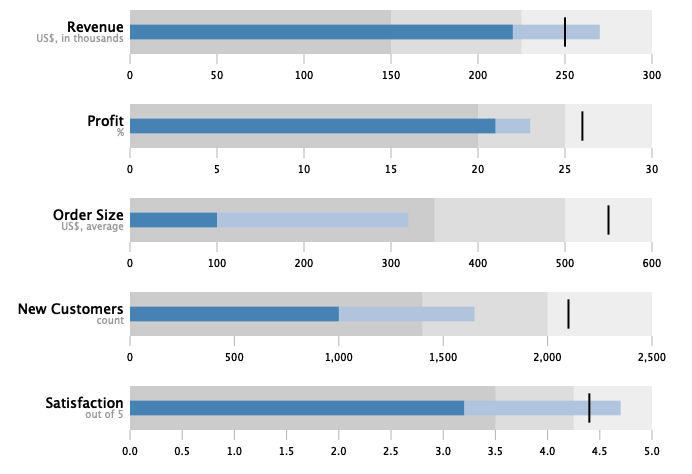 Revenue
US$, in thousands
0 50 100 150 200 250 300
Profit
%
0 5 10 15 20 25 30
Order Size
US$, average
0 100 200 300 400 500 600
New Customers
count
0 500 1,000 1,500 2,000 2,500
Satisfaction
out of 5
0.0 0.5 1.0 1.5 2.0 2.5 3.0 3.5 4.0 4.5 5.0